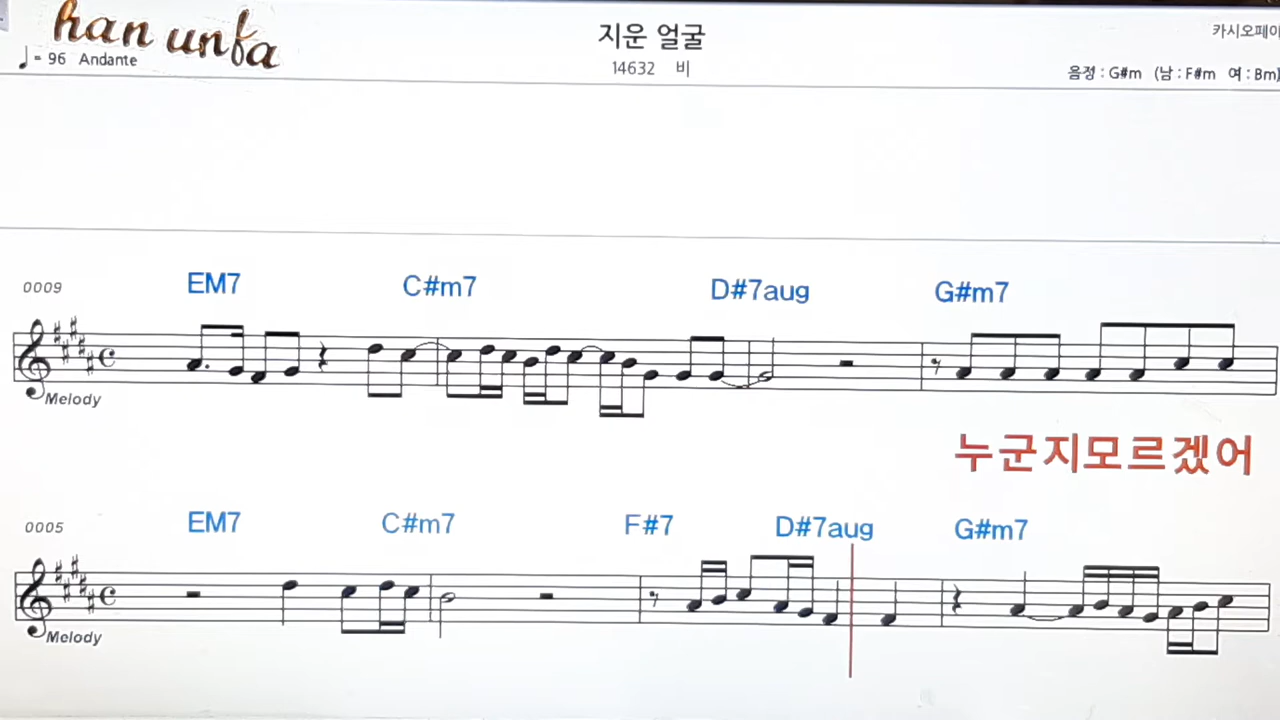 han unfa
♩= 96 Andante
지운 얼굴
14632 비
카시오페아
음정 : G#m (남 : F#m 여 : Bm)
0009 EM7 C#m7 D#7aug G#m7
Melody
누군지모르겠어
0005 EM7 C#m7 F#7 D#7aug G#m7
Melody